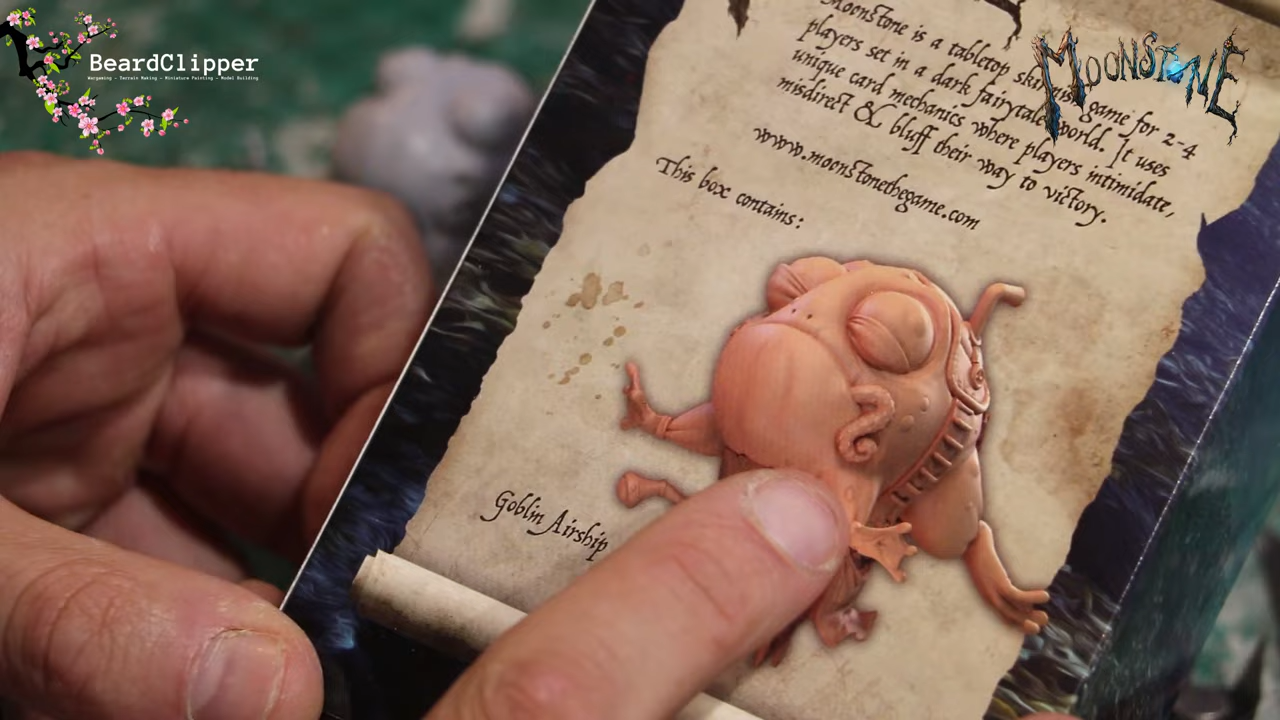 BeardClipper
Wargaming - Terrain Making - Miniature Painting - Model Building
MOONSTONE
Moonstone is a tabletop skirmish game for 2-4
players set in a dark fairytale world. It uses
unique card mechanics where players intimidate,
misdirect & bluff their way to victory.
www.moonstonethegame.com
This box contains:
Goblin Airship